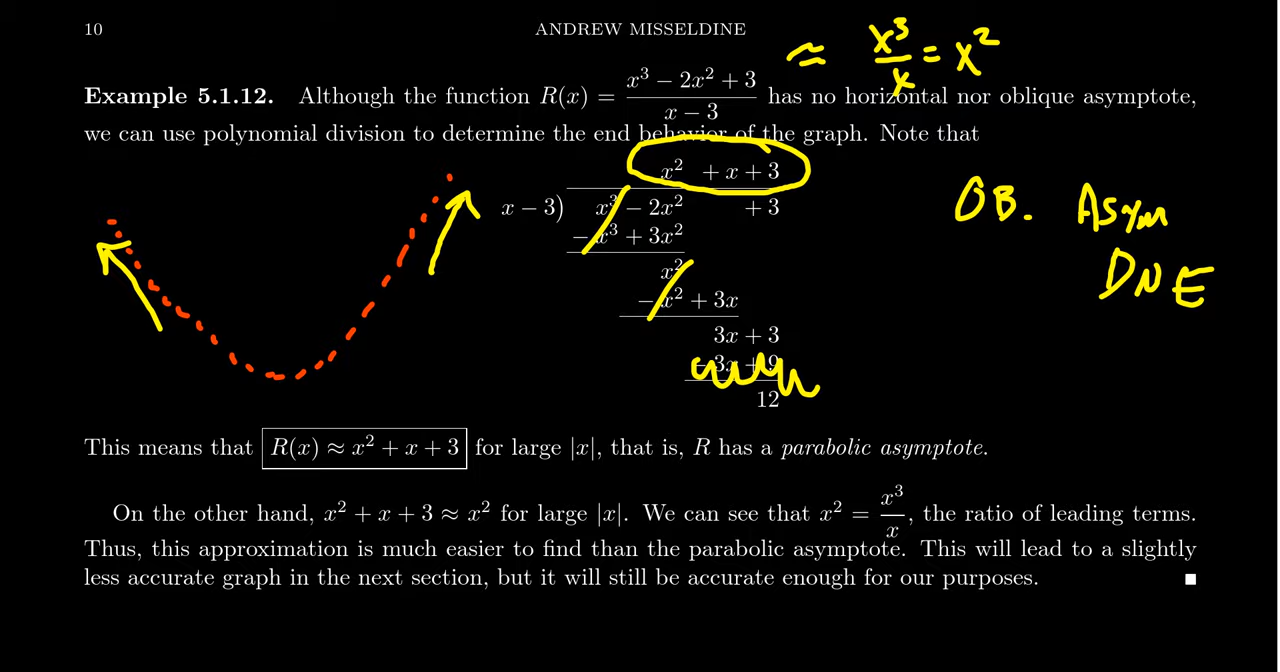 10 ANDREW MISSELDINE
≈ x³/x = x²
Example 5.1.12. Although the function R(x) = (x³ − 2x² + 3)/(x − 3) has no horizontal nor oblique asymptote,
we can use polynomial division to determine the end behavior of the graph. Note that
x² + x + 3
x − 3) x³ − 2x² + 3
− x³ + 3x²
x²
− x² + 3x
3x + 3
− 3x + 9
12
OB. Asym
DNE
This means that R(x) ≈ x² + x + 3 for large |x|, that is, R has a parabolic asymptote.
On the other hand, x² + x + 3 ≈ x² for large |x|. We can see that x² = x³/x, the ratio of leading terms.
Thus, this approximation is much easier to find than the parabolic asymptote. This will lead to a slightly
less accurate graph in the next section, but it will still be accurate enough for our purposes. ■